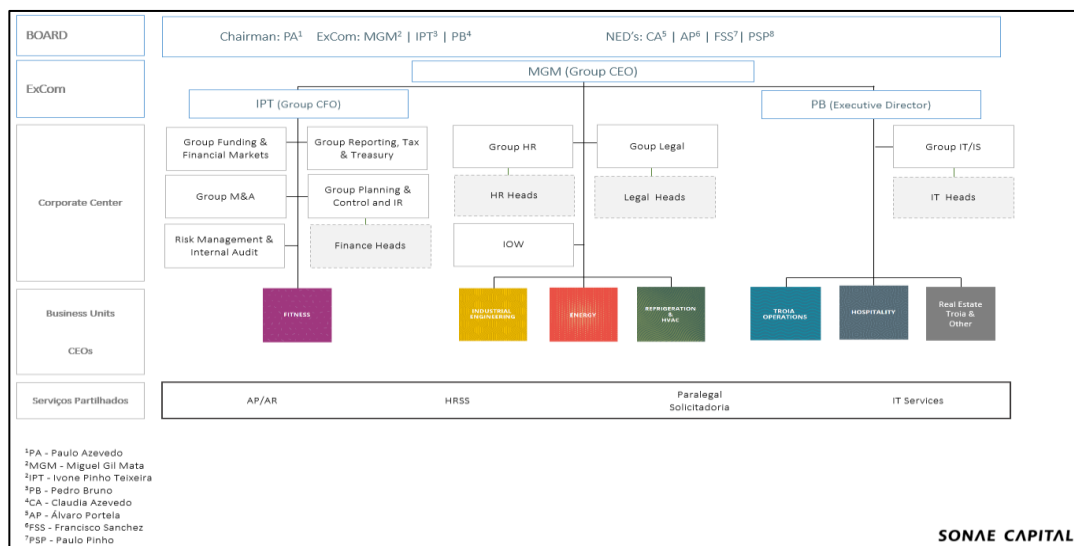 BOARD
Chairman: PA¹ ExCom: MGM² | IPT³ | PB⁴ NED's: CA⁵ | AP⁶ | FSS⁷| PSP⁸
ExCom
MGM (Group CEO)
IPT (Group CFO)
PB (Executive Director)
Corporate Center
Group Funding &
Financial Markets
Group Reporting, Tax
& Treasury
Group M&A
Group Planning &
Control and IR
Risk Management &
Internal Audit
Finance Heads
Group HR
Goup Legal
HR Heads
Legal Heads
IOW
Group IT/IS
IT Heads
Business Units
CEOs
FITNESS
INDUSTRIAL
ENGINEERING
ENERGY
REFRIGERATION
&
HVAC
TROIA
OPERATIONS
HOSPITALITY
Real Estate
Troia &
Other
Serviços Partilhados
AP/AR
HRSS
Paralegal
Solicitadoria
IT Services
¹PA - Paulo Azevedo
²MGM - Miguel Gil Mata
²IPT - Ivone Pinho Teixeira
³PB - Pedro Bruno
⁴CA - Claudia Azevedo
⁵AP - Álvaro Portela
⁶FSS - Francisco Sanchez
⁷PSP - Paulo Pinho
SONAE CAPITAL